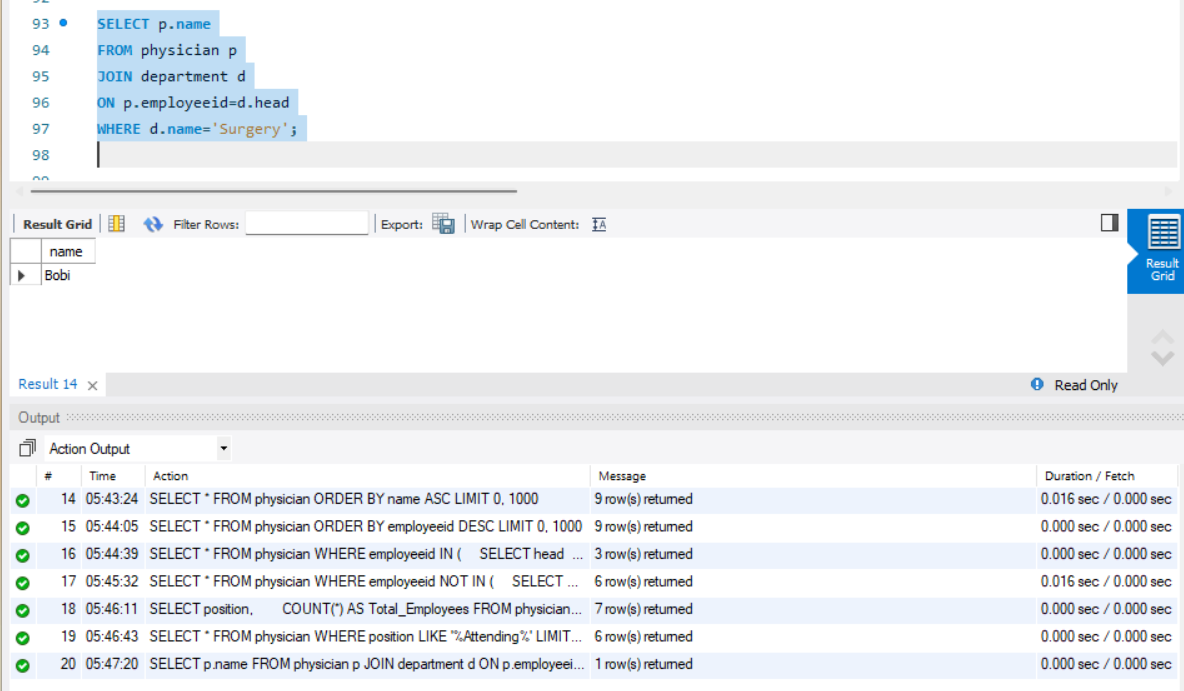 93 SELECT p.name
94 FROM physician p
95 JOIN department d
96 ON p.employeeid=d.head
97 WHERE d.name='Surgery';
98
Result Grid Filter Rows: Export: Wrap Cell Content: IA
name
Bobi
Result Grid
Result 14 × Read Only
Output
Action Output
# Time Action Message Duration / Fetch
14 05:43:24 SELECT * FROM physician ORDER BY name ASC LIMIT 0, 1000 9 row(s) returned 0.016 sec / 0.000 sec
15 05:44:05 SELECT * FROM physician ORDER BY employeeid DESC LIMIT 0, 1000 9 row(s) returned 0.000 sec / 0.000 sec
16 05:44:39 SELECT * FROM physician WHERE employeeid IN ( SELECT head ... 3 row(s) returned 0.000 sec / 0.000 sec
17 05:45:32 SELECT * FROM physician WHERE employeeid NOT IN ( SELECT ... 6 row(s) returned 0.016 sec / 0.000 sec
18 05:46:11 SELECT position, COUNT(*) AS Total_Employees FROM physician... 7 row(s) returned 0.000 sec / 0.000 sec
19 05:46:43 SELECT * FROM physician WHERE position LIKE '%Attending%' LIMIT... 6 row(s) returned 0.000 sec / 0.000 sec
20 05:47:20 SELECT p.name FROM physician p JOIN department d ON p.employeei... 1 row(s) returned 0.000 sec / 0.000 sec